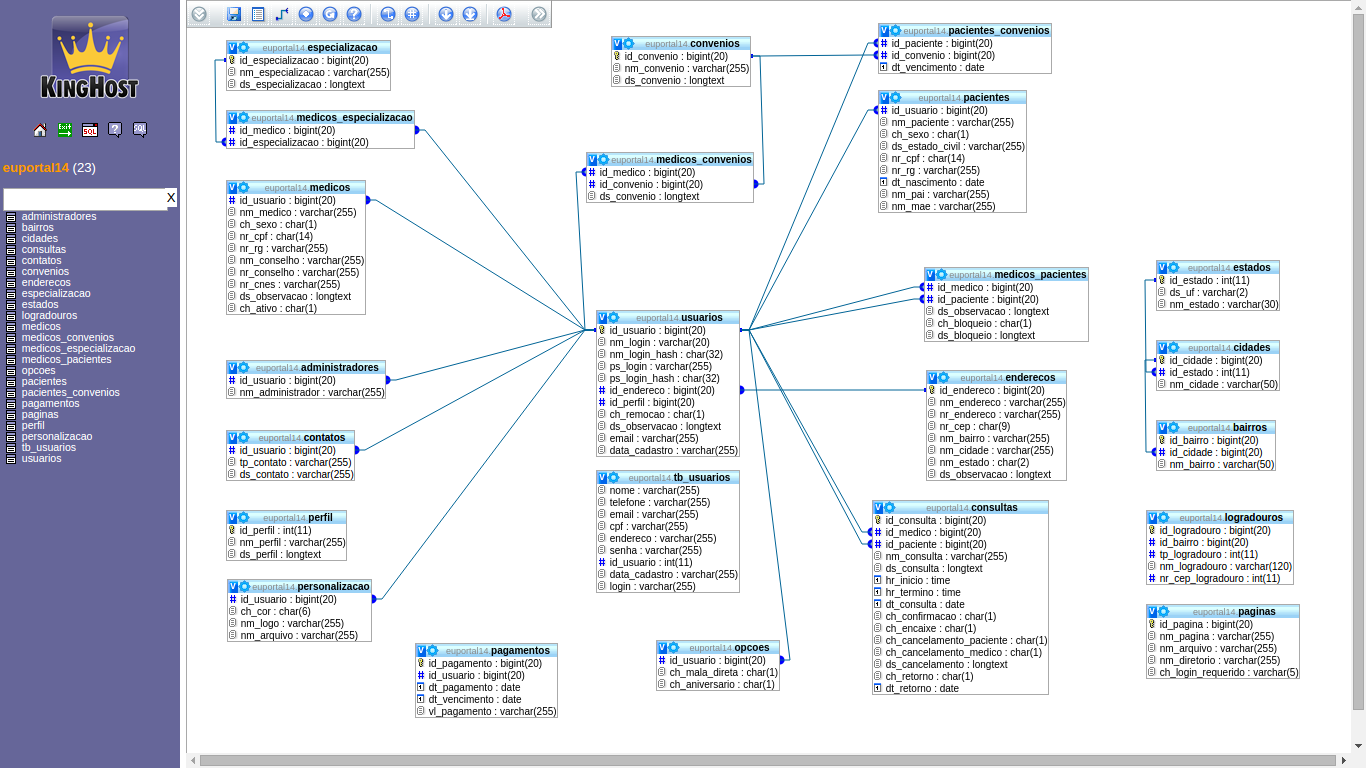 KINGHOST
Exit
SQL
?
SQL
euportal14 (23)
X
administradores
bairros
cidades
consultas
contatos
convenios
enderecos
especializacao
estados
logradouros
medicos
medicos_convenios
medicos_especializacao
medicos_pacientes
opcoes
pacientes
pacientes_convenios
pagamentos
paginas
perfil
personalizacao
tb_usuarios
usuarios
V euportal14.especializacao
id_especializacao : bigint(20)
nm_especializacao : varchar(255)
ds_especializacao : longtext
V euportal14.medicos_especializacao
# id_medico : bigint(20)
# id_especializacao : bigint(20)
V euportal14.medicos
# id_usuario : bigint(20)
nm_medico : varchar(255)
ch_sexo : char(1)
nr_cpf : char(14)
nr_rg : varchar(255)
nm_conselho : varchar(255)
nr_conselho : varchar(255)
nr_cnes : varchar(255)
ds_observacao : longtext
ch_ativo : char(1)
V euportal14.administradores
# id_usuario : bigint(20)
nm_administrador : varchar(255)
V euportal14.contatos
# id_usuario : bigint(20)
tp_contato : varchar(255)
ds_contato : varchar(255)
V euportal14.perfil
id_perfil : int(11)
nm_perfil : varchar(255)
ds_perfil : longtext
V euportal14.personalizacao
# id_usuario : bigint(20)
ch_cor : char(6)
nm_logo : varchar(255)
nm_arquivo : varchar(255)
V euportal14.pagamentos
id_pagamento : bigint(20)
# id_usuario : bigint(20)
dt_pagamento : date
dt_vencimento : date
vl_pagamento : varchar(255)
V euportal14.convenios
id_convenio : bigint(20)
nm_convenio : varchar(255)
ds_convenio : longtext
V euportal14.medicos_convenios
# id_medico : bigint(20)
# id_convenio : bigint(20)
ds_convenio : longtext
V euportal14.usuarios
id_usuario : bigint(20)
nm_login : varchar(20)
nm_login_hash : char(32)
ps_login : varchar(255)
ps_login_hash : char(32)
# id_endereco : bigint(20)
# id_perfil : bigint(20)
ch_remocao : char(1)
ds_observacao : longtext
email : varchar(255)
data_cadastro : varchar(255)
V euportal14.tb_usuarios
nome : varchar(255)
telefone : varchar(255)
email : varchar(255)
cpf : varchar(255)
endereco : varchar(255)
senha : varchar(255)
# id_usuario : int(11)
data_cadastro : varchar(255)
login : varchar(255)
V euportal14.opcoes
# id_usuario : bigint(20)
ch_mala_direta : char(1)
ch_aniversario : char(1)
V euportal14.pacientes_convenios
# id_paciente : bigint(20)
# id_convenio : bigint(20)
dt_vencimento : date
V euportal14.pacientes
# id_usuario : bigint(20)
nm_paciente : varchar(255)
ch_sexo : char(1)
ds_estado_civil : varchar(255)
nr_cpf : char(14)
nr_rg : varchar(255)
dt_nascimento : date
nm_pai : varchar(255)
nm_mae : varchar(255)
V euportal14.medicos_pacientes
# id_medico : bigint(20)
# id_paciente : bigint(20)
ds_observacao : longtext
ch_bloqueio : char(1)
ds_bloqueio : longtext
V euportal14.enderecos
id_endereco : bigint(20)
nm_endereco : varchar(255)
nr_endereco : varchar(255)
nr_cep : char(9)
nm_bairro : varchar(255)
nm_cidade : varchar(255)
nm_estado : char(2)
ds_observacao : longtext
V euportal14.consultas
id_consulta : bigint(20)
# id_medico : bigint(20)
# id_paciente : bigint(20)
nm_consulta : varchar(255)
ds_consulta : longtext
hr_inicio : time
hr_termino : time
dt_consulta : date
ch_confirmacao : char(1)
ch_encaixe : char(1)
ch_cancelamento_paciente : char(1)
ch_cancelamento_medico : char(1)
ds_cancelamento : longtext
ch_retorno : char(1)
dt_retorno : date
V euportal14.estados
id_estado : int(11)
ds_uf : varchar(2)
nm_estado : varchar(30)
V euportal14.cidades
id_cidade : bigint(20)
# id_estado : int(11)
nm_cidade : varchar(50)
V euportal14.bairros
id_bairro : bigint(20)
# id_cidade : bigint(20)
nm_bairro : varchar(50)
V euportal14.logradouros
id_logradouro : bigint(20)
# id_bairro : bigint(20)
# tp_logradouro : int(11)
nm_logradouro : varchar(120)
# nr_cep_logradouro : int(11)
V euportal14.paginas
id_pagina : bigint(20)
nm_pagina : varchar(255)
nm_arquivo : varchar(255)
nm_diretorio : varchar(255)
ch_login_requerido : varchar(5)